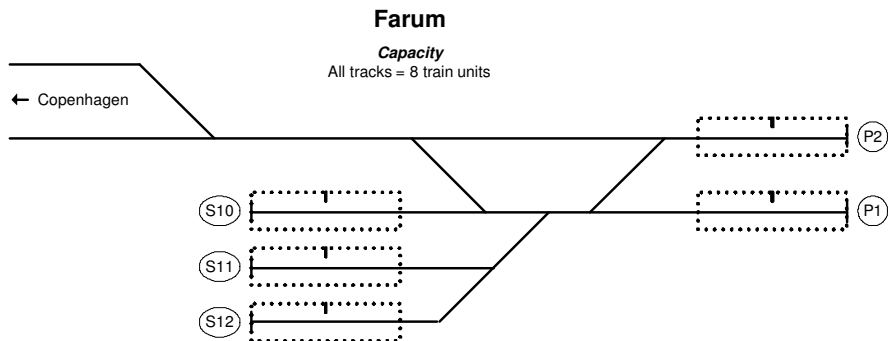 Farum
Capacity
All tracks = 8 train units
← Copenhagen
P2
S10
P1
S11
S12